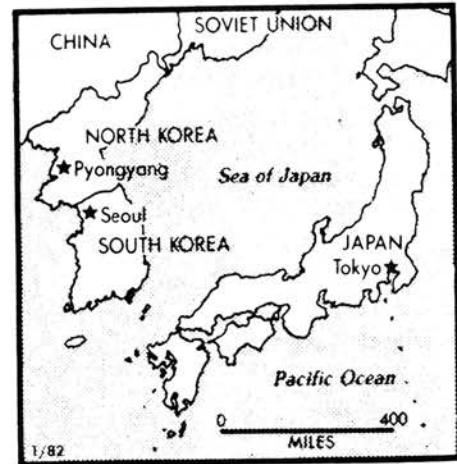 SOVIET UNION
CHINA
NORTH KOREA
Pyongyang
Sea of Japan
Seoul
SOUTH KOREA
JAPAN
Tokyo
Pacific Ocean
0 400
MILES
1/82